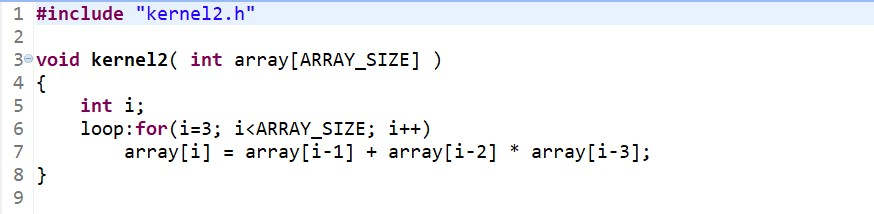 1 #include "kernel2.h"
2
3 void kernel2( int array[ARRAY_SIZE] )
4 {
5     int i;
6     loop:for(i=3; i<ARRAY_SIZE; i++)
7         array[i] = array[i-1] + array[i-2] * array[i-3];
8 }
9